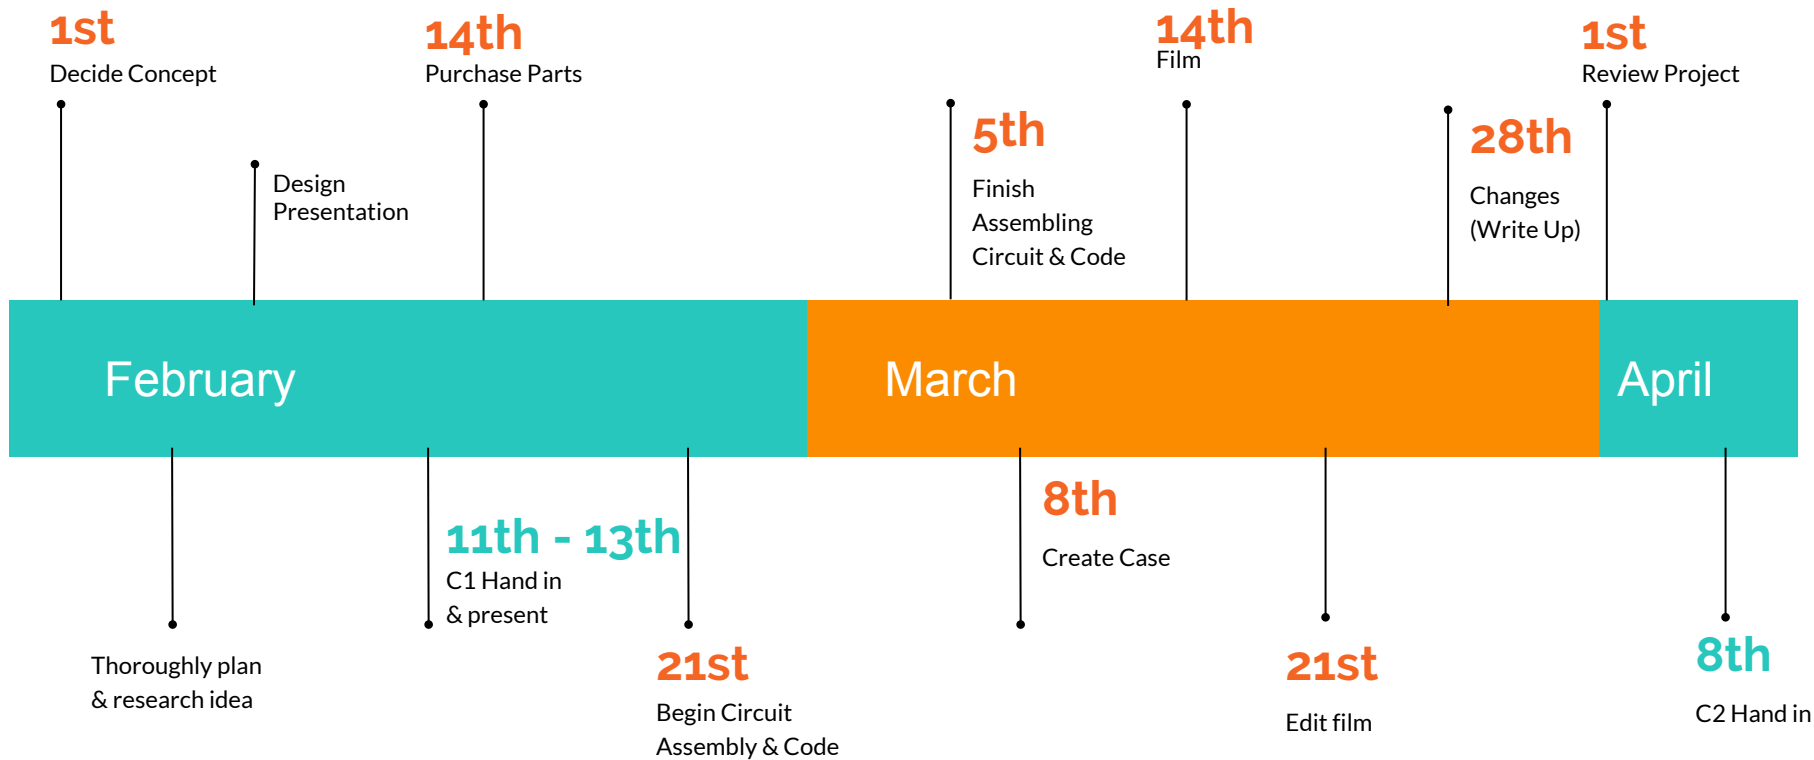 1st
Decide Concept
14th
Purchase Parts
14th
Film
1st
Review Project
5th
Finish
Assembling
Circuit & Code
28th
Changes
(Write Up)
Design
Presentation
February
March
April
Thoroughly plan
& research idea
11th - 13th
C1 Hand in
& present
21st
Begin Circuit
Assembly & Code
8th
Create Case
21st
Edit film
8th
C2 Hand in